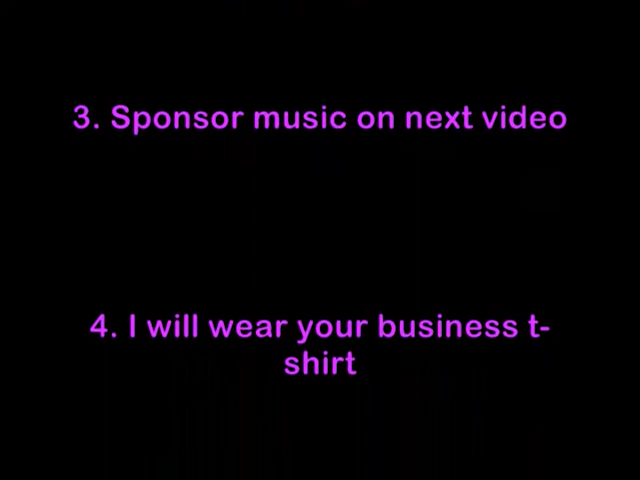 3. Sponsor music on next video
4. I will wear your business t-
shirt